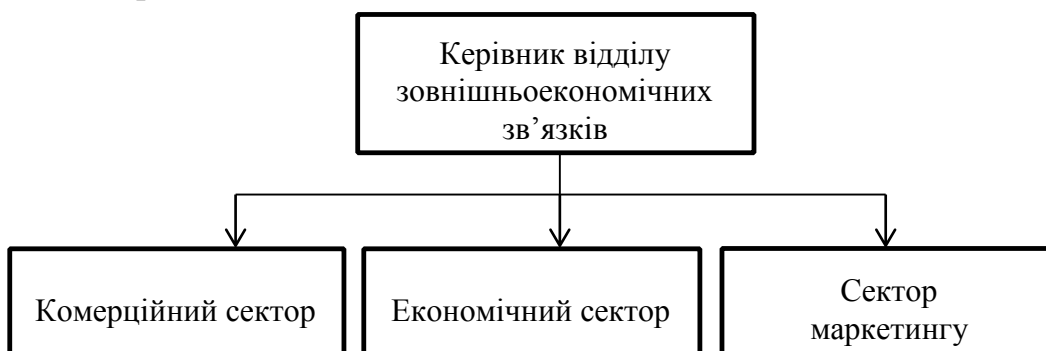 Керівник відділу
зовнішньоекономічних
зв’язків
Комерційний сектор
Економічний сектор
Сектор
маркетингу